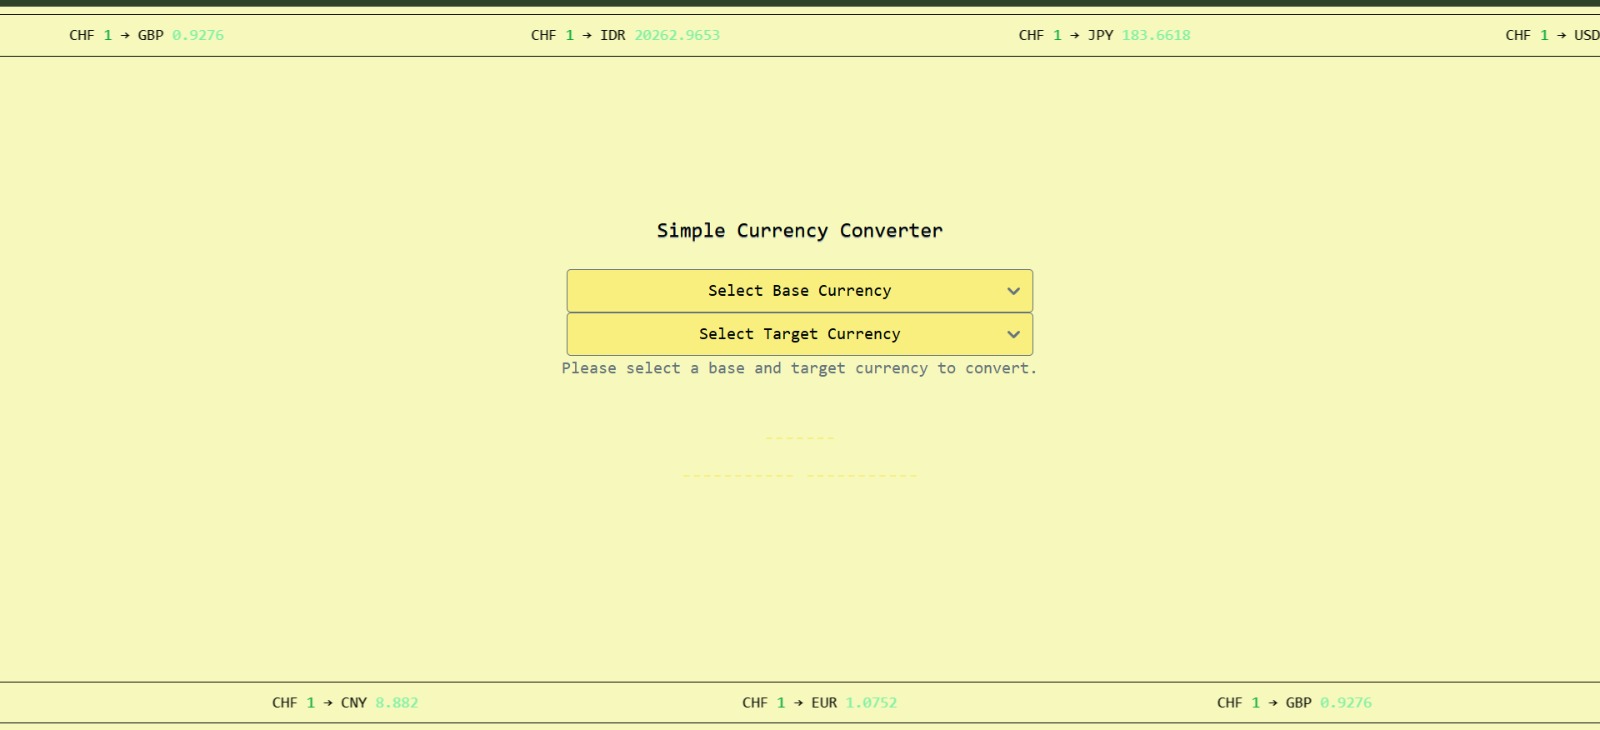 CHF 1 → GBP 0.9276 CHF 1 → IDR 20262.9653 CHF 1 → JPY 183.6618 CHF 1 → USD
Simple Currency Converter
Select Base Currency
Select Target Currency
Please select a base and target currency to convert.
-------
----------- -----------
CHF 1 → CNY 8.882 CHF 1 → EUR 1.0752 CHF 1 → GBP 0.9276